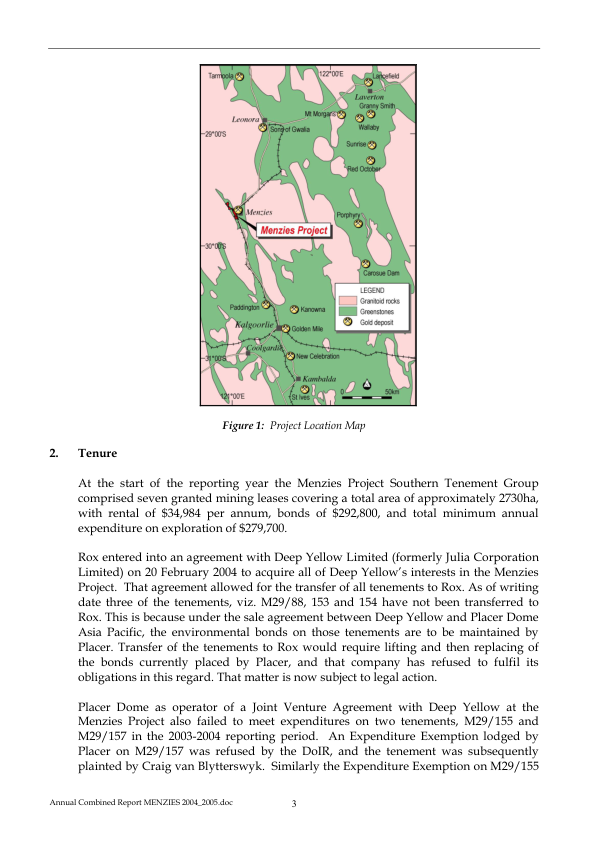 Tarmoola
122°00'E
Lancefield
Laverton
Granny Smith
Mt Morgans
Leonora
Wallaby
Sons of Gwalia
29°00'S
Sunrise
Red October
Menzies
Porphyry
Menzies Project
30°00'S
Carosue Dam
LEGEND
Granitoid rocks
Greenstones
Gold deposit
Paddington
Kanowna
Kalgoorlie
Golden Mile
Coolgardie
31°00'S
New Celebration
Kambalda
121°00'E
St Ives
0 50km
Figure 1: Project Location Map
2. Tenure
At the start of the reporting year the Menzies Project Southern Tenement Group
comprised seven granted mining leases covering a total area of approximately 2730ha,
with rental of $34,984 per annum, bonds of $292,800, and total minimum annual
expenditure on exploration of $279,700.
Rox entered into an agreement with Deep Yellow Limited (formerly Julia Corporation
Limited) on 20 February 2004 to acquire all of Deep Yellow's interests in the Menzies
Project. That agreement allowed for the transfer of all tenements to Rox. As of writing
date three of the tenements, viz. M29/88, 153 and 154 have not been transferred to
Rox. This is because under the sale agreement between Deep Yellow and Placer Dome
Asia Pacific, the environmental bonds on those tenements are to be maintained by
Placer. Transfer of the tenements to Rox would require lifting and then replacing of
the bonds currently placed by Placer, and that company has refused to fulfil its
obligations in this regard. That matter is now subject to legal action.
Placer Dome as operator of a Joint Venture Agreement with Deep Yellow at the
Menzies Project also failed to meet expenditures on two tenements, M29/155 and
M29/157 in the 2003-2004 reporting period. An Expenditure Exemption lodged by
Placer on M29/157 was refused by the DoIR, and the tenement was subsequently
plainted by Craig van Blytterswyk. Similarly the Expenditure Exemption on M29/155
Annual Combined Report MENZIES 2004_2005.doc 3